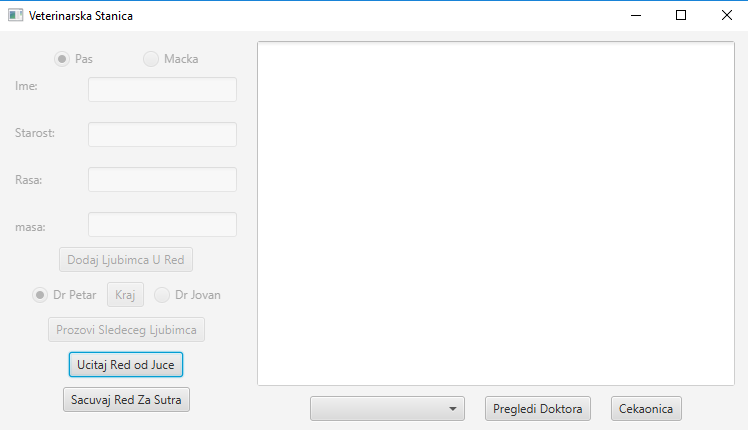 Veterinarska Stanica
Pas Macka
Ime:
Starost:
Rasa:
masa:
Dodaj Ljubimca U Red
Dr Petar Kraj Dr Jovan
Prozovi Sledeceg Ljubimca
Ucitaj Red od Juce
Sacuvaj Red Za Sutra
Pregledi Doktora Cekaonica